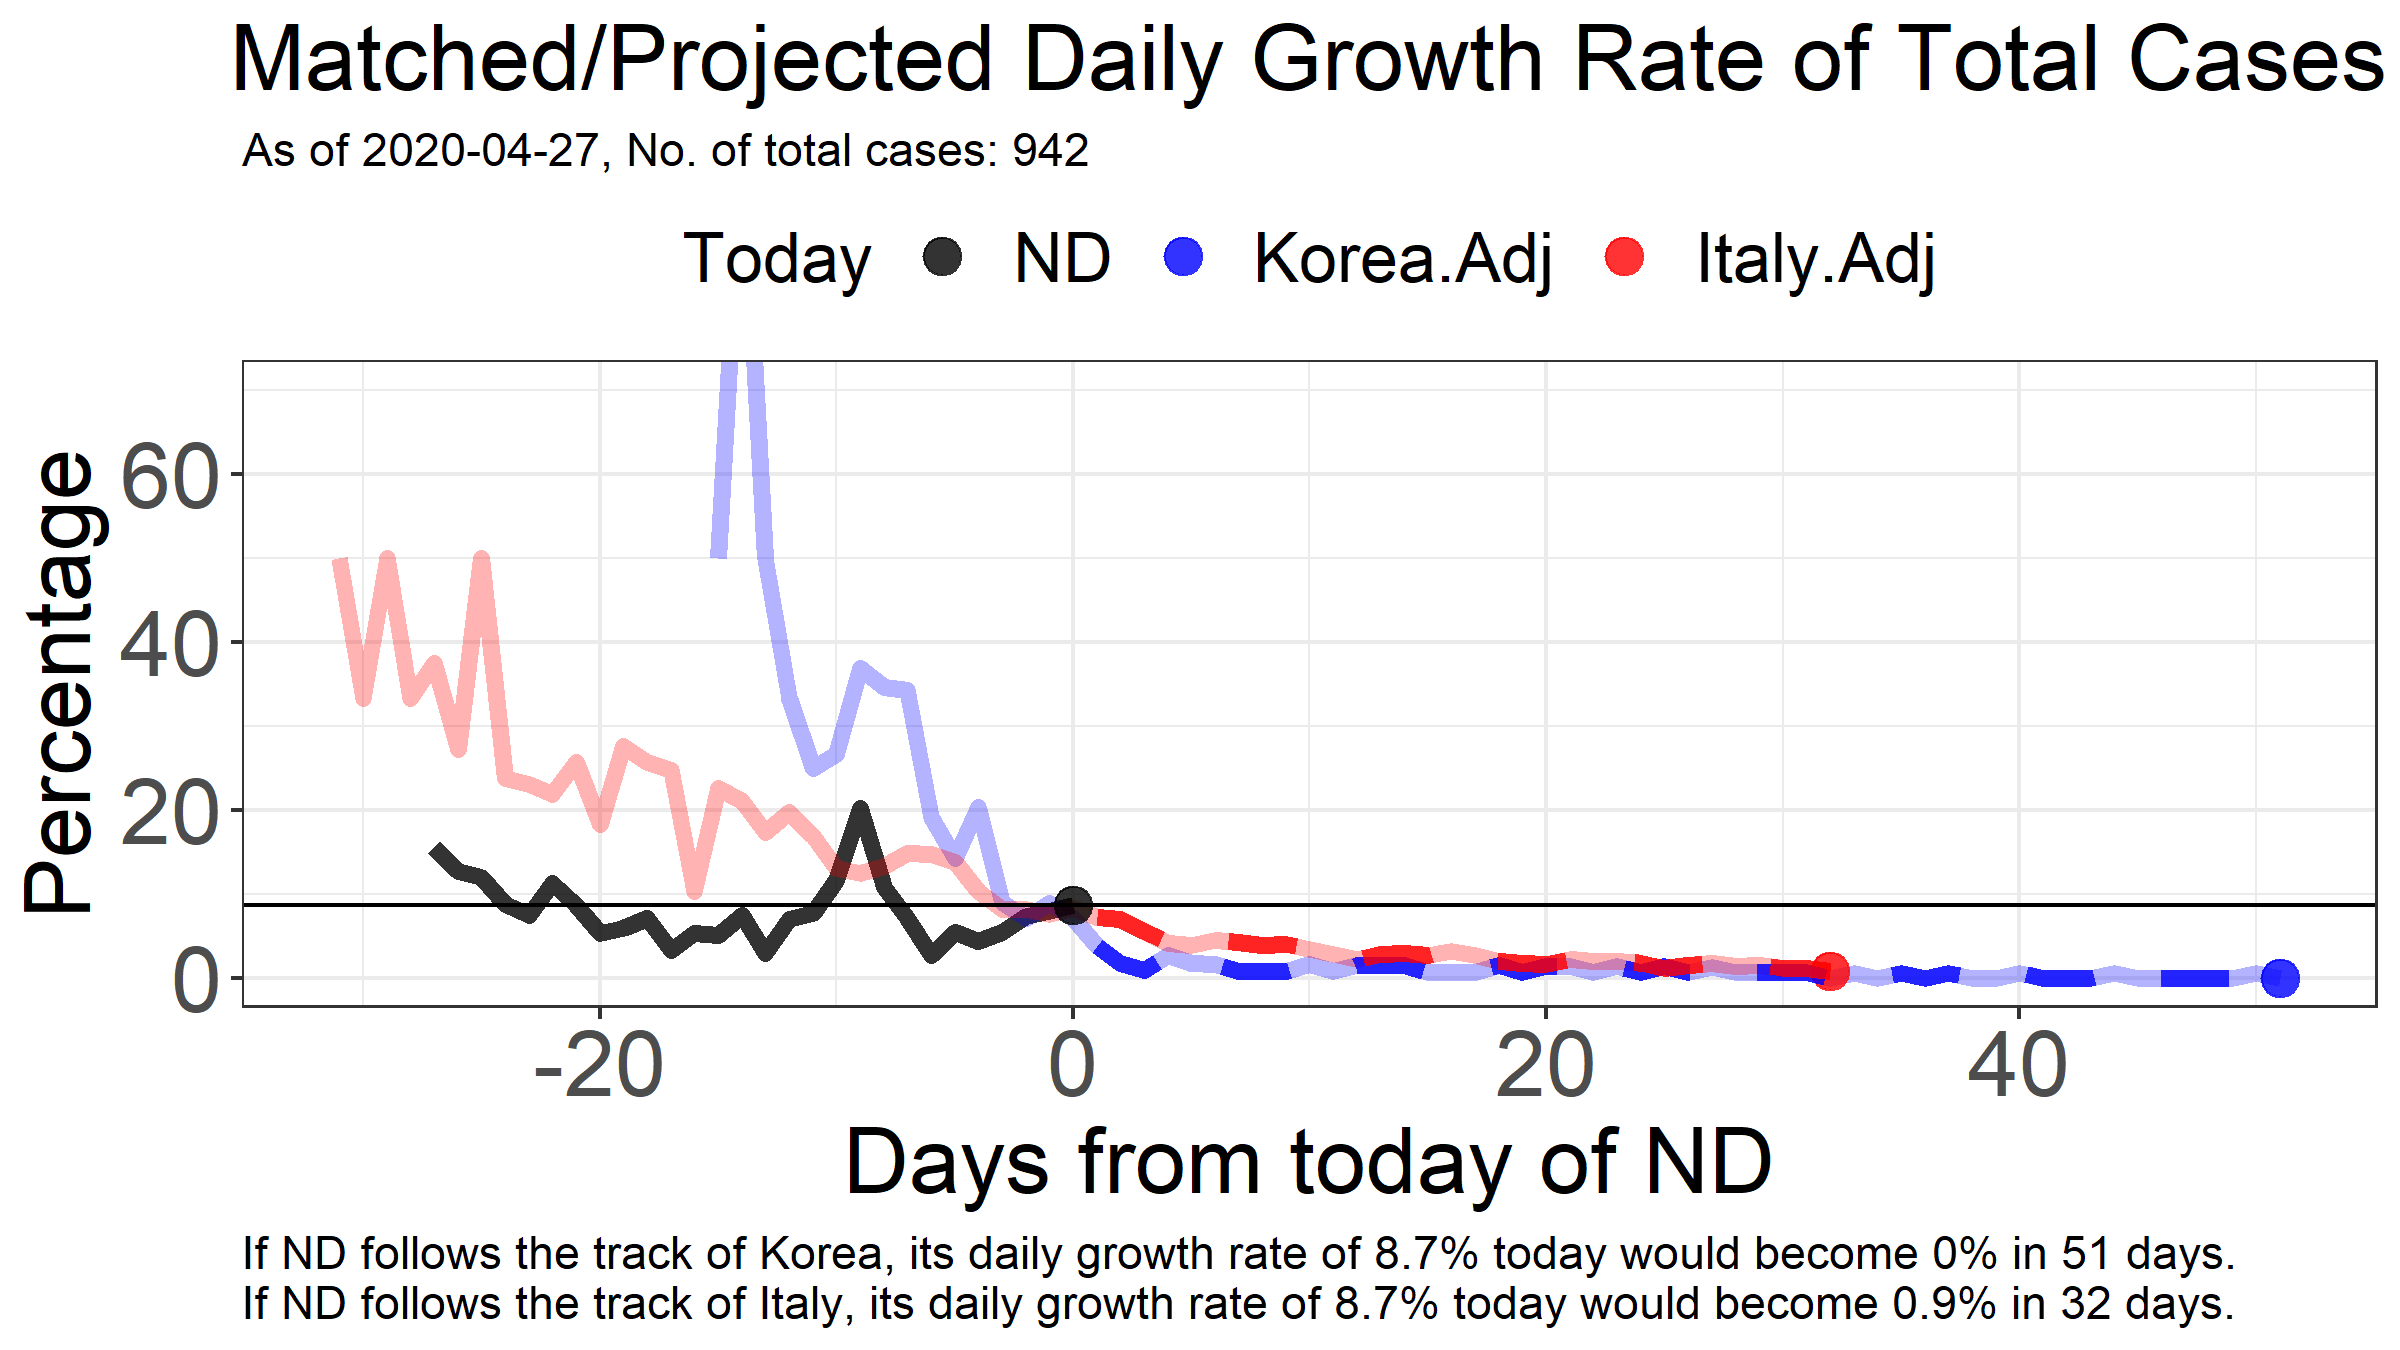 Matched/Projected Daily Growth Rate of Total Cases
As of 2020-04-27, No. of total cases: 942
Today ND Korea.Adj Italy.Adj
Percentage
60
40
20
0
-20 0 20 40
Days from today of ND
If ND follows the track of Korea, its daily growth rate of 8.7% today would become 0% in 51 days.
If ND follows the track of Italy, its daily growth rate of 8.7% today would become 0.9% in 32 days.